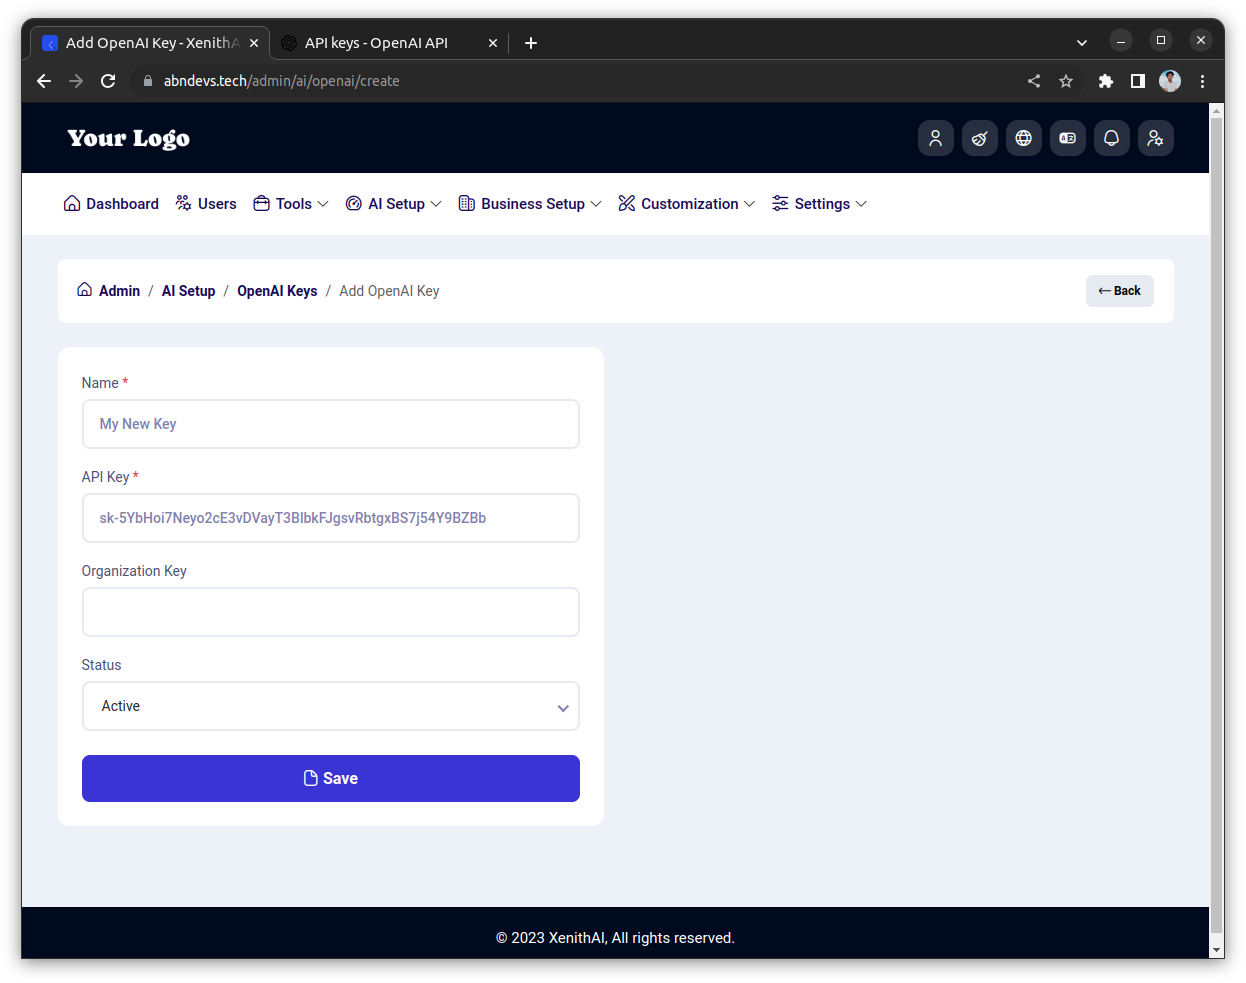 Add OpenAI Key - XenithA
API keys - OpenAI API
abndevs.tech/admin/ai/openai/create
Your Logo
Dashboard Users Tools AI Setup Business Setup Customization Settings
Admin / AI Setup / OpenAI Keys / Add OpenAI Key
← Back
Name *
My New Key
API Key *
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
Organization Key
Status
Active
Save
© 2023 XenithAI, All rights reserved.